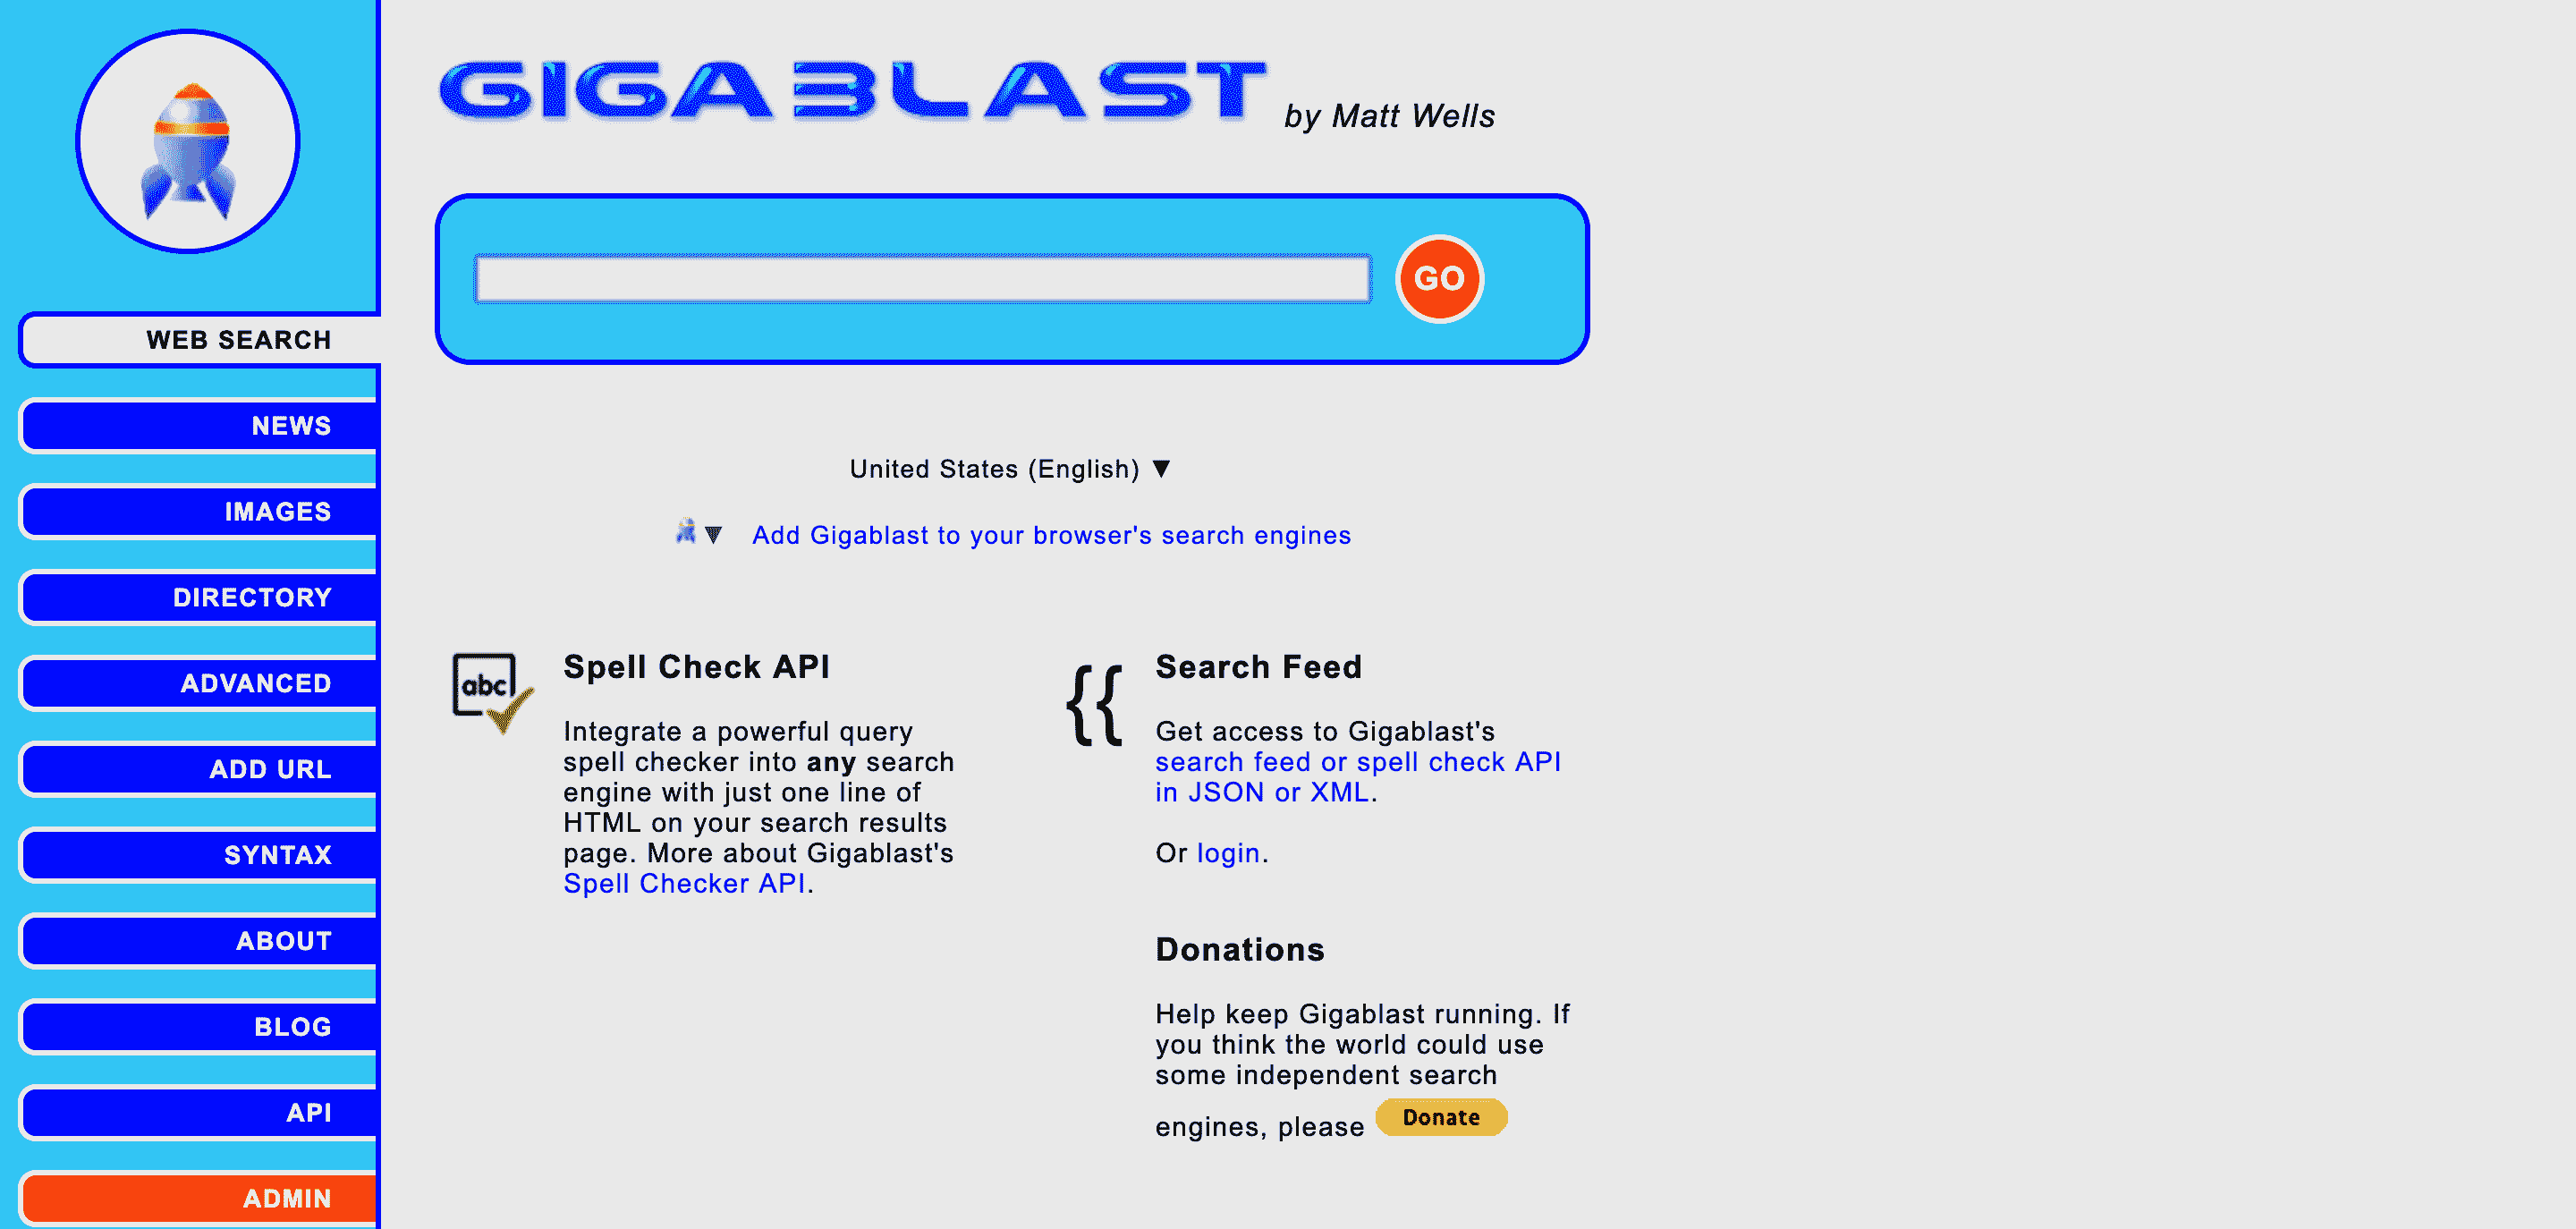 GIGABLAST by Matt Wells
GO
WEB SEARCH
NEWS
IMAGES
DIRECTORY
ADVANCED
ADD URL
SYNTAX
ABOUT
BLOG
API
ADMIN
United States (English) ▼
▼ Add Gigablast to your browser's search engines
abc
Spell Check API
Integrate a powerful query
spell checker into any search
engine with just one line of
HTML on your search results
page. More about Gigablast's
Spell Checker API.
{{
Search Feed
Get access to Gigablast's
search feed or spell check API
in JSON or XML.
Or login.
Donations
Help keep Gigablast running. If
you think the world could use
some independent search
engines, please Donate